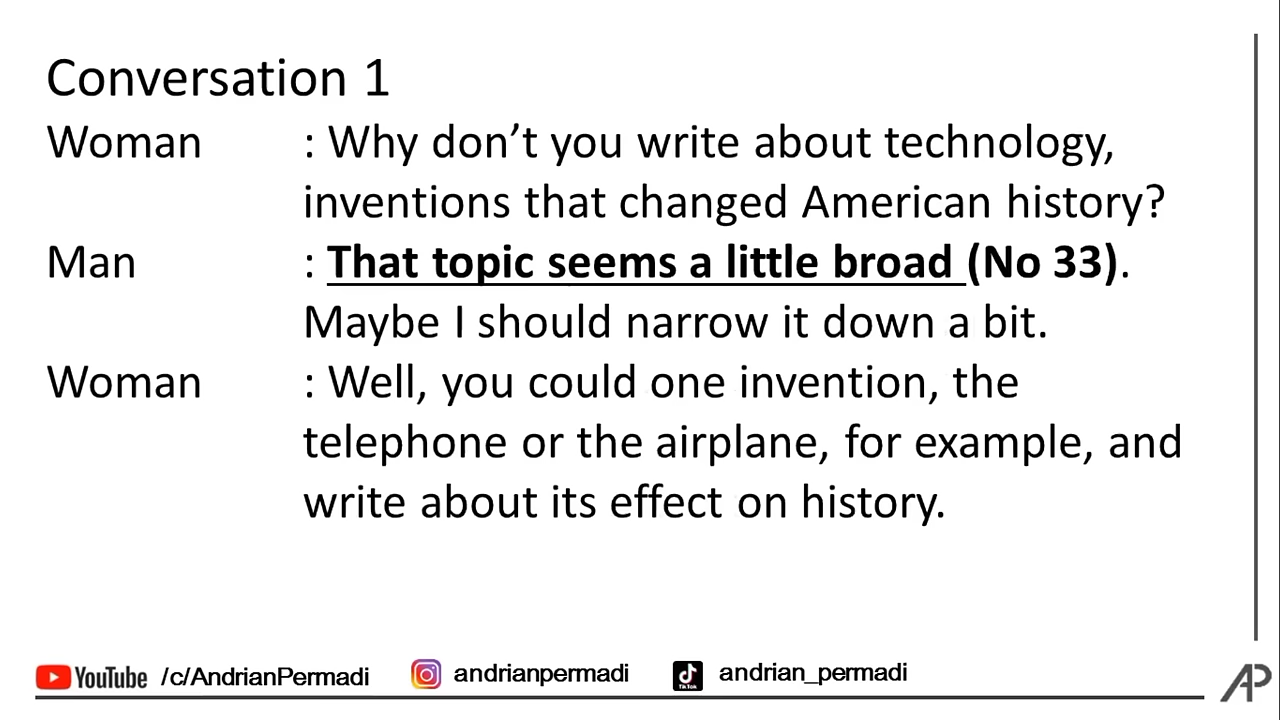 Conversation 1
Woman : Why don't you write about technology,
inventions that changed American history?
Man : That topic seems a little broad (No 33).
Maybe I should narrow it down a bit.
Woman : Well, you could one invention, the
telephone or the airplane, for example, and
write about its effect on history.
YouTube /c/AndrianPermadi andrianpermadi TikTok andrian_permadi AP